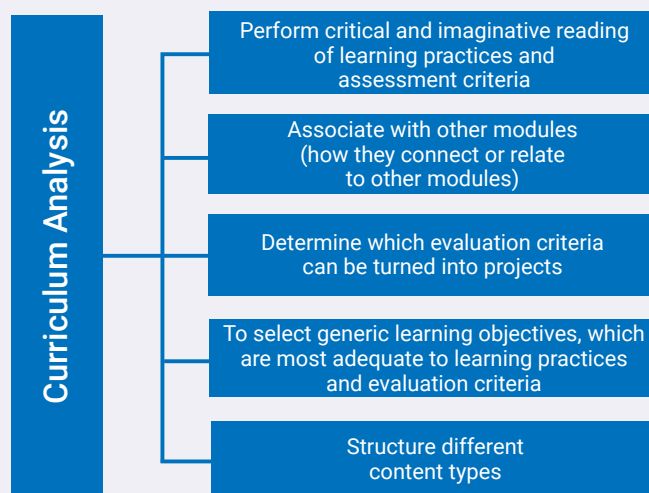 Curriculum Analysis
Perform critical and imaginative reading
of learning practices and
assessment criteria
Associate with other modules
(how they connect or relate
to other modules)
Determine which evaluation criteria
can be turned into projects
To select generic learning objectives, which
are most adequate to learning practices
and evaluation criteria
Structure different
content types